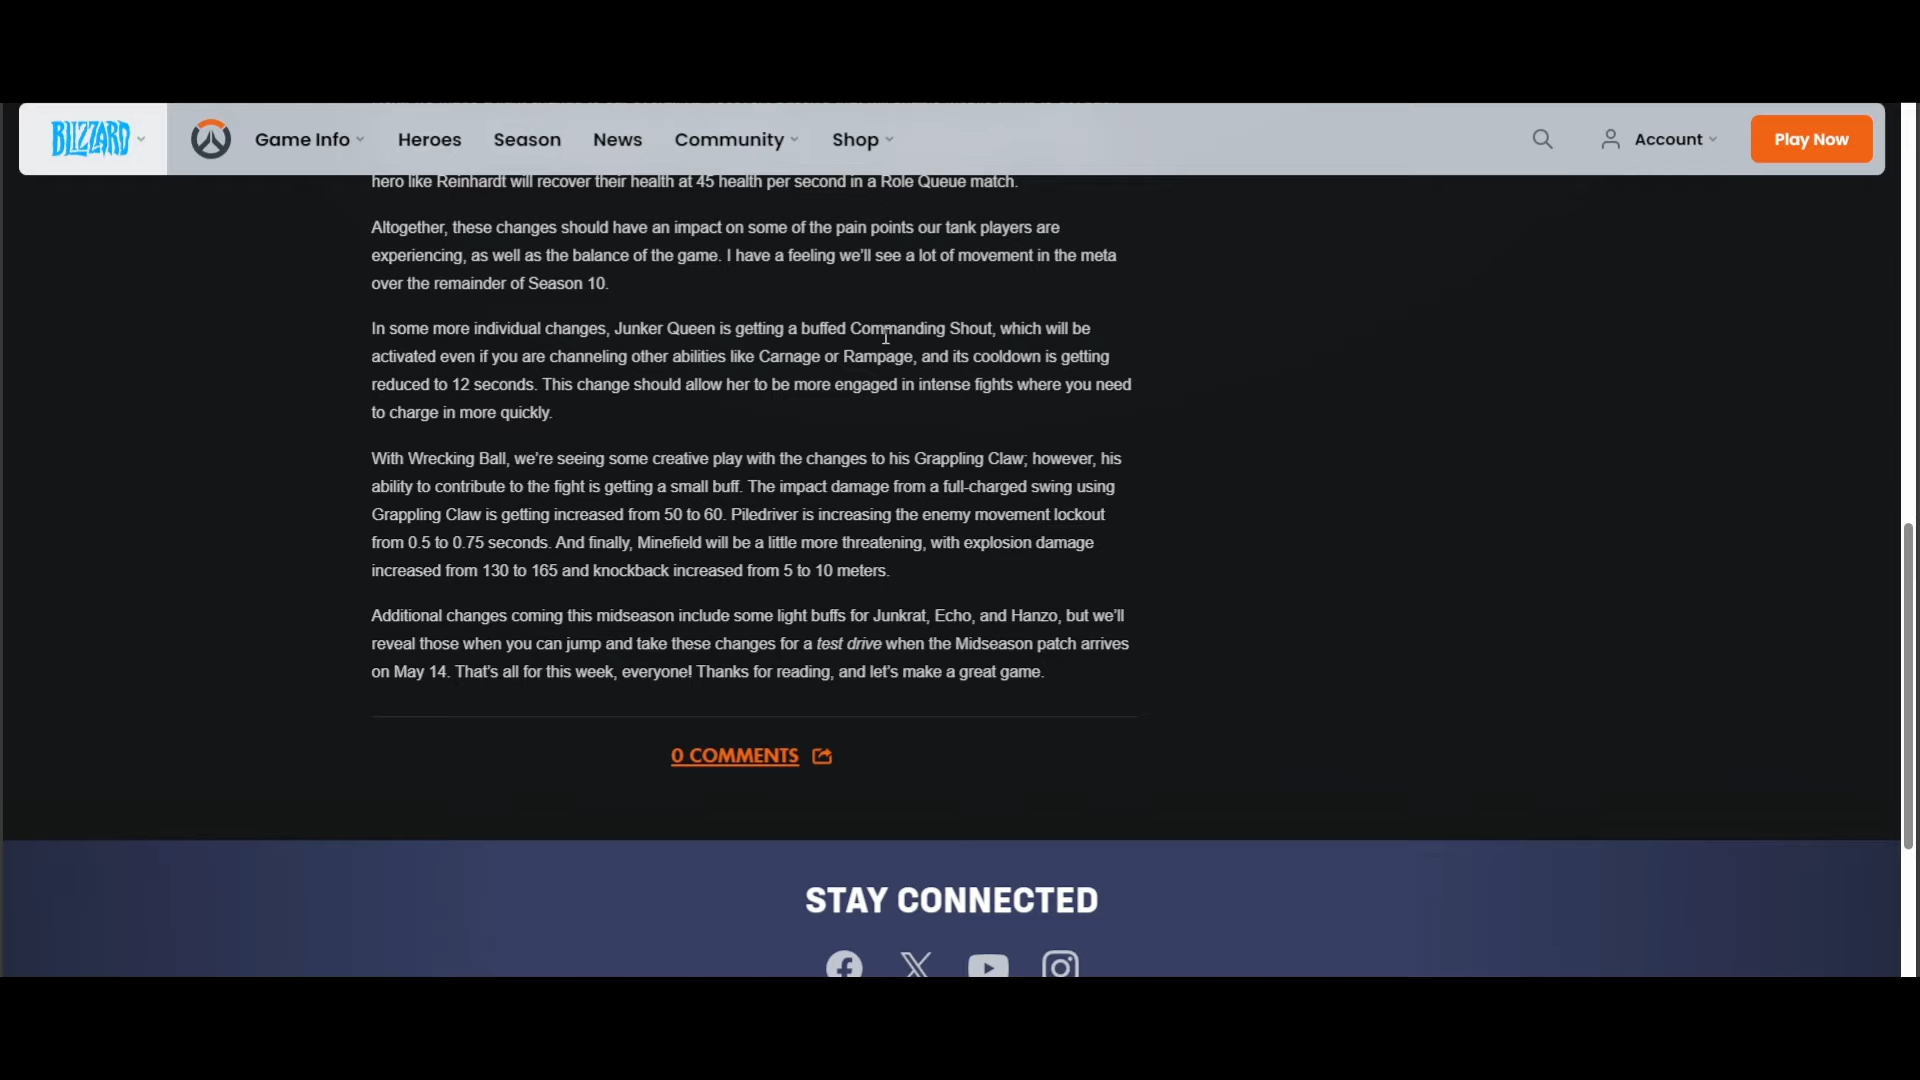 BLIZZARD
Game Info
Heroes
Season
News
Community
Shop
Account
Play Now
hero like Reinhardt will recover their health at 45 health per second in a Role Queue match.
Altogether, these changes should have an impact on some of the pain points our tank players are
experiencing, as well as the balance of the game. I have a feeling we’ll see a lot of movement in the meta
over the remainder of Season 10.
In some more individual changes, Junker Queen is getting a buffed Commanding Shout, which will be
activated even if you are channeling other abilities like Carnage or Rampage, and its cooldown is getting
reduced to 12 seconds. This change should allow her to be more engaged in intense fights where you need
to charge in more quickly.
With Wrecking Ball, we’re seeing some creative play with the changes to his Grappling Claw; however, his
ability to contribute to the fight is getting a small buff. The impact damage from a full-charged swing using
Grappling Claw is getting increased from 50 to 60. Piledriver is increasing the enemy movement lockout
from 0.5 to 0.75 seconds. And finally, Minefield will be a little more threatening, with explosion damage
increased from 130 to 165 and knockback increased from 5 to 10 meters.
Additional changes coming this midseason include some light buffs for Junkrat, Echo, and Hanzo, but we’ll
reveal those when you can jump and take these changes for a test drive when the Midseason patch arrives
on May 14. That’s all for this week, everyone! Thanks for reading, and let’s make a great game.
0 COMMENTS
STAY CONNECTED